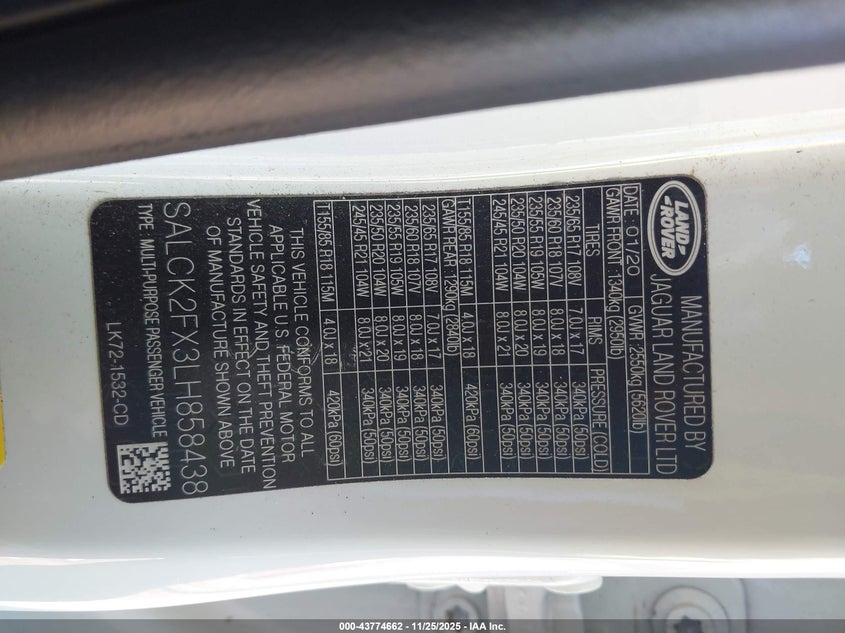 LAND
ROVER
MANUFACTURED BY
JAGUAR LAND ROVER LTD
DATE: 01/20 GVWR: 2550kg (5620lb)
GAWR FRONT: 1340kg (2950lb)
TIRES RIMS PRESSURE (COLD)
235/65 R17 108V 7.0J x 17 340kPa (50psi)
235/60 R18 107V 8.0J x 18 340kPa (50psi)
235/55 R19 105W 8.0J x 19 340kPa (50psi)
235/50 R20 104W 8.0J x 20 340kPa (50psi)
245/45 R21 104W 8.0J x 21 340kPa (50psi)
T155/85 R18 115M 4.0J x 18 420kPa (60psi)
GAWR REAR: 1290kg (2840lb)
235/65 R17 108V 7.0J x 17 340kPa (50psi)
235/60 R18 107V 8.0J x 18 340kPa (50psi)
235/55 R19 105W 8.0J x 19 340kPa (50psi)
235/50 R20 104W 8.0J x 20 340kPa (50psi)
245/45 R21 104W 8.0J x 21 340kPa (50psi)
T155/85 R18 115M 4.0J x 18 420kPa (60psi)
THIS VEHICLE CONFORMS TO ALL
APPLICABLE U.S. FEDERAL MOTOR
VEHICLE SAFETY AND THEFT PREVENTION
STANDARDS IN EFFECT ON THE DATE
OF MANUFACTURE SHOWN ABOVE.
SALCK2FX3LH858438
TYPE: MULTI-PURPOSE PASSENGER VEHICLE
LK72-1532-CD
000-43774662 - 11/25/2025 - IAA Inc.